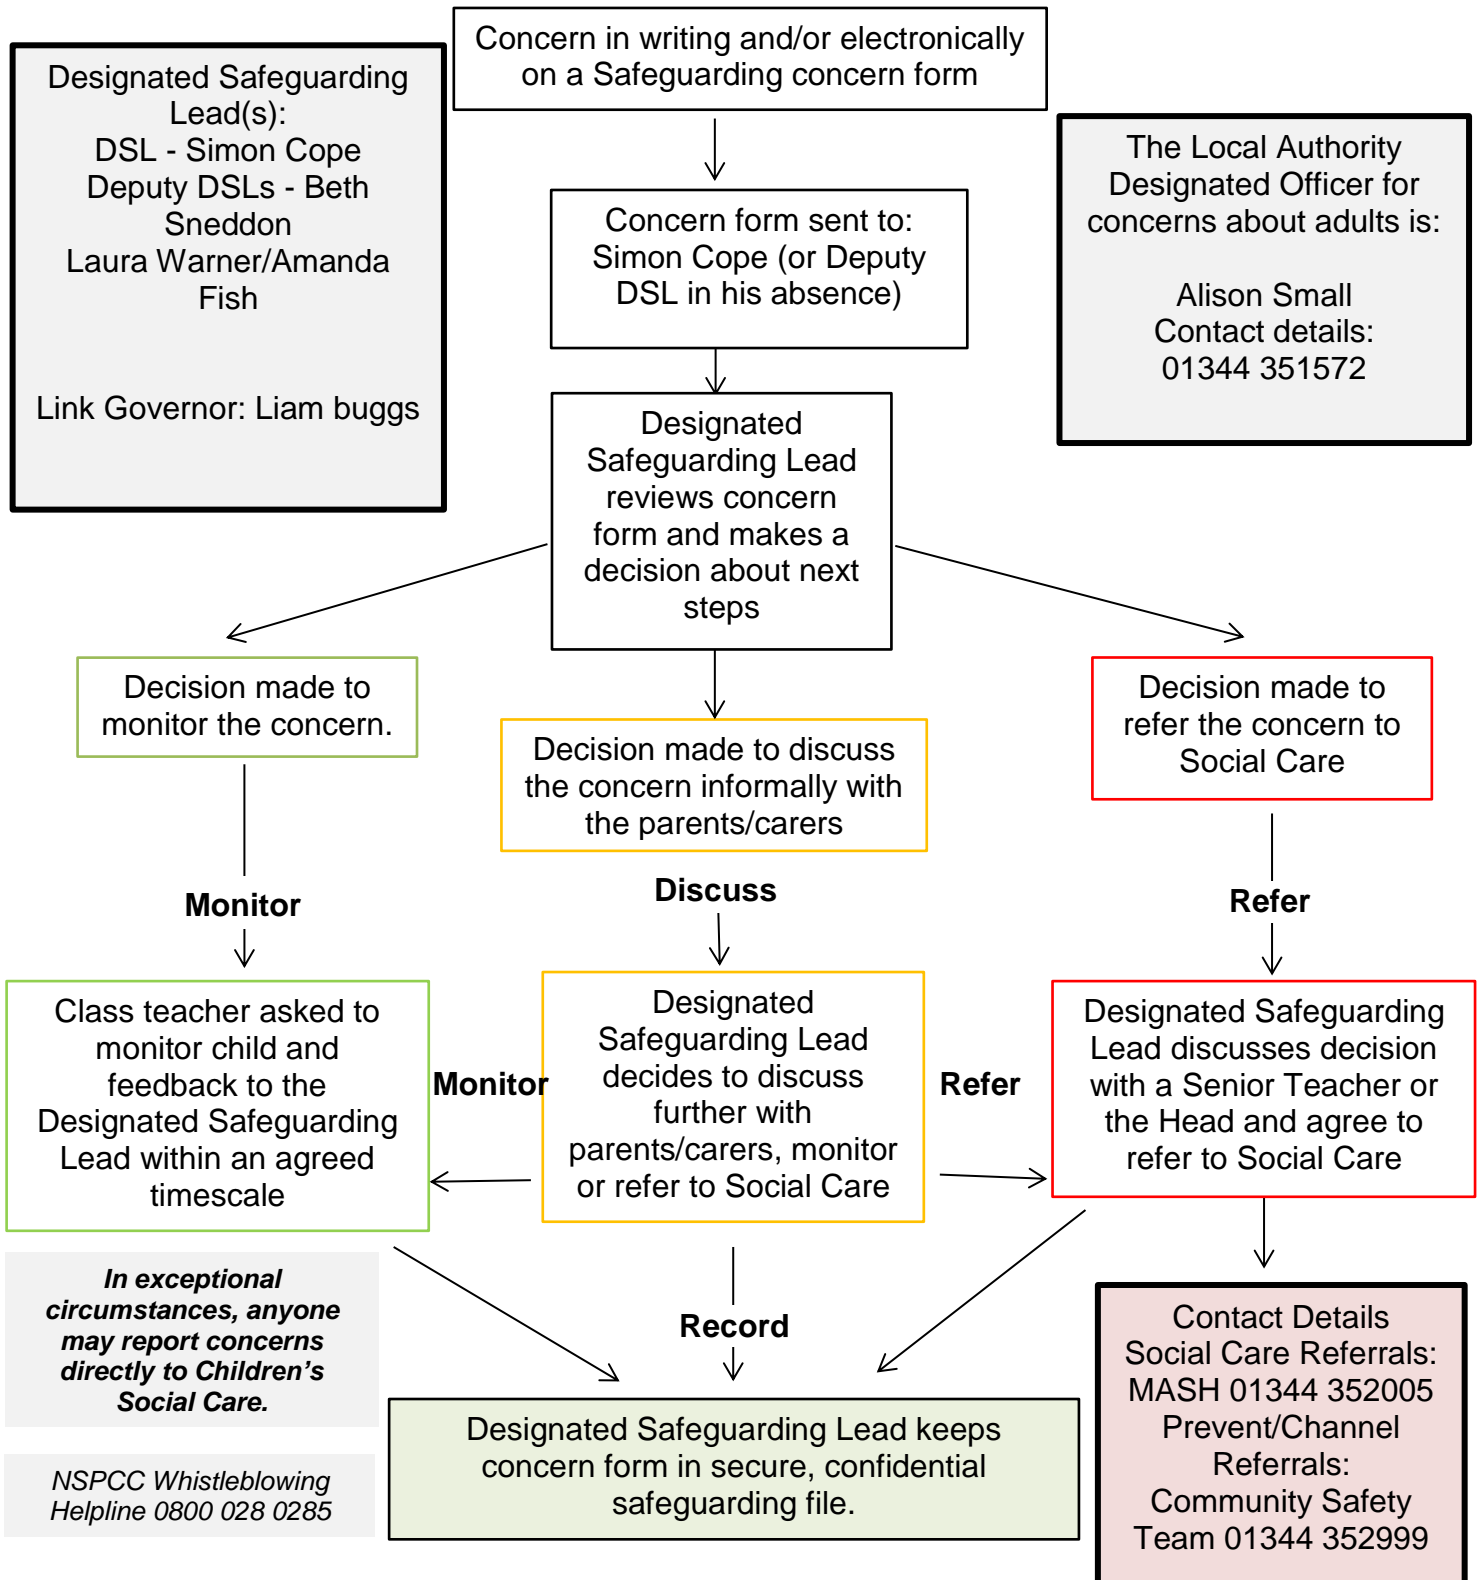 Concern in writing and/or electronically
on a Safeguarding concern form
Designated Safeguarding
Lead(s):
DSL - Simon Cope
Deputy DSLs - Beth
Sneddon
Laura Warner/Amanda
Fish
Link Governor: Liam buggs
The Local Authority
Designated Officer for
concerns about adults is:
Alison Small
Contact details:
01344 351572
Concern form sent to:
Simon Cope (or Deputy
DSL in his absence)
Designated
Safeguarding Lead
reviews concern
form and makes a
decision about next
steps
Decision made to
monitor the concern.
Decision made to discuss
the concern informally with
the parents/carers
Decision made to
refer the concern to
Social Care
Monitor
Discuss
Refer
Class teacher asked to
monitor child and
feedback to the
Designated Safeguarding
Lead within an agreed
timescale
Monitor
Designated
Safeguarding Lead
decides to discuss
further with
parents/carers, monitor
or refer to Social Care
Refer
Designated Safeguarding
Lead discusses decision
with a Senior Teacher or
the Head and agree to
refer to Social Care
In exceptional
circumstances, anyone
may report concerns
directly to Children’s
Social Care.
Record
Contact Details
Social Care Referrals:
MASH 01344 352005
Prevent/Channel
Referrals:
Community Safety
Team 01344 352999
NSPCC Whistleblowing
Helpline 0800 028 0285
Designated Safeguarding Lead keeps
concern form in secure, confidential
safeguarding file.